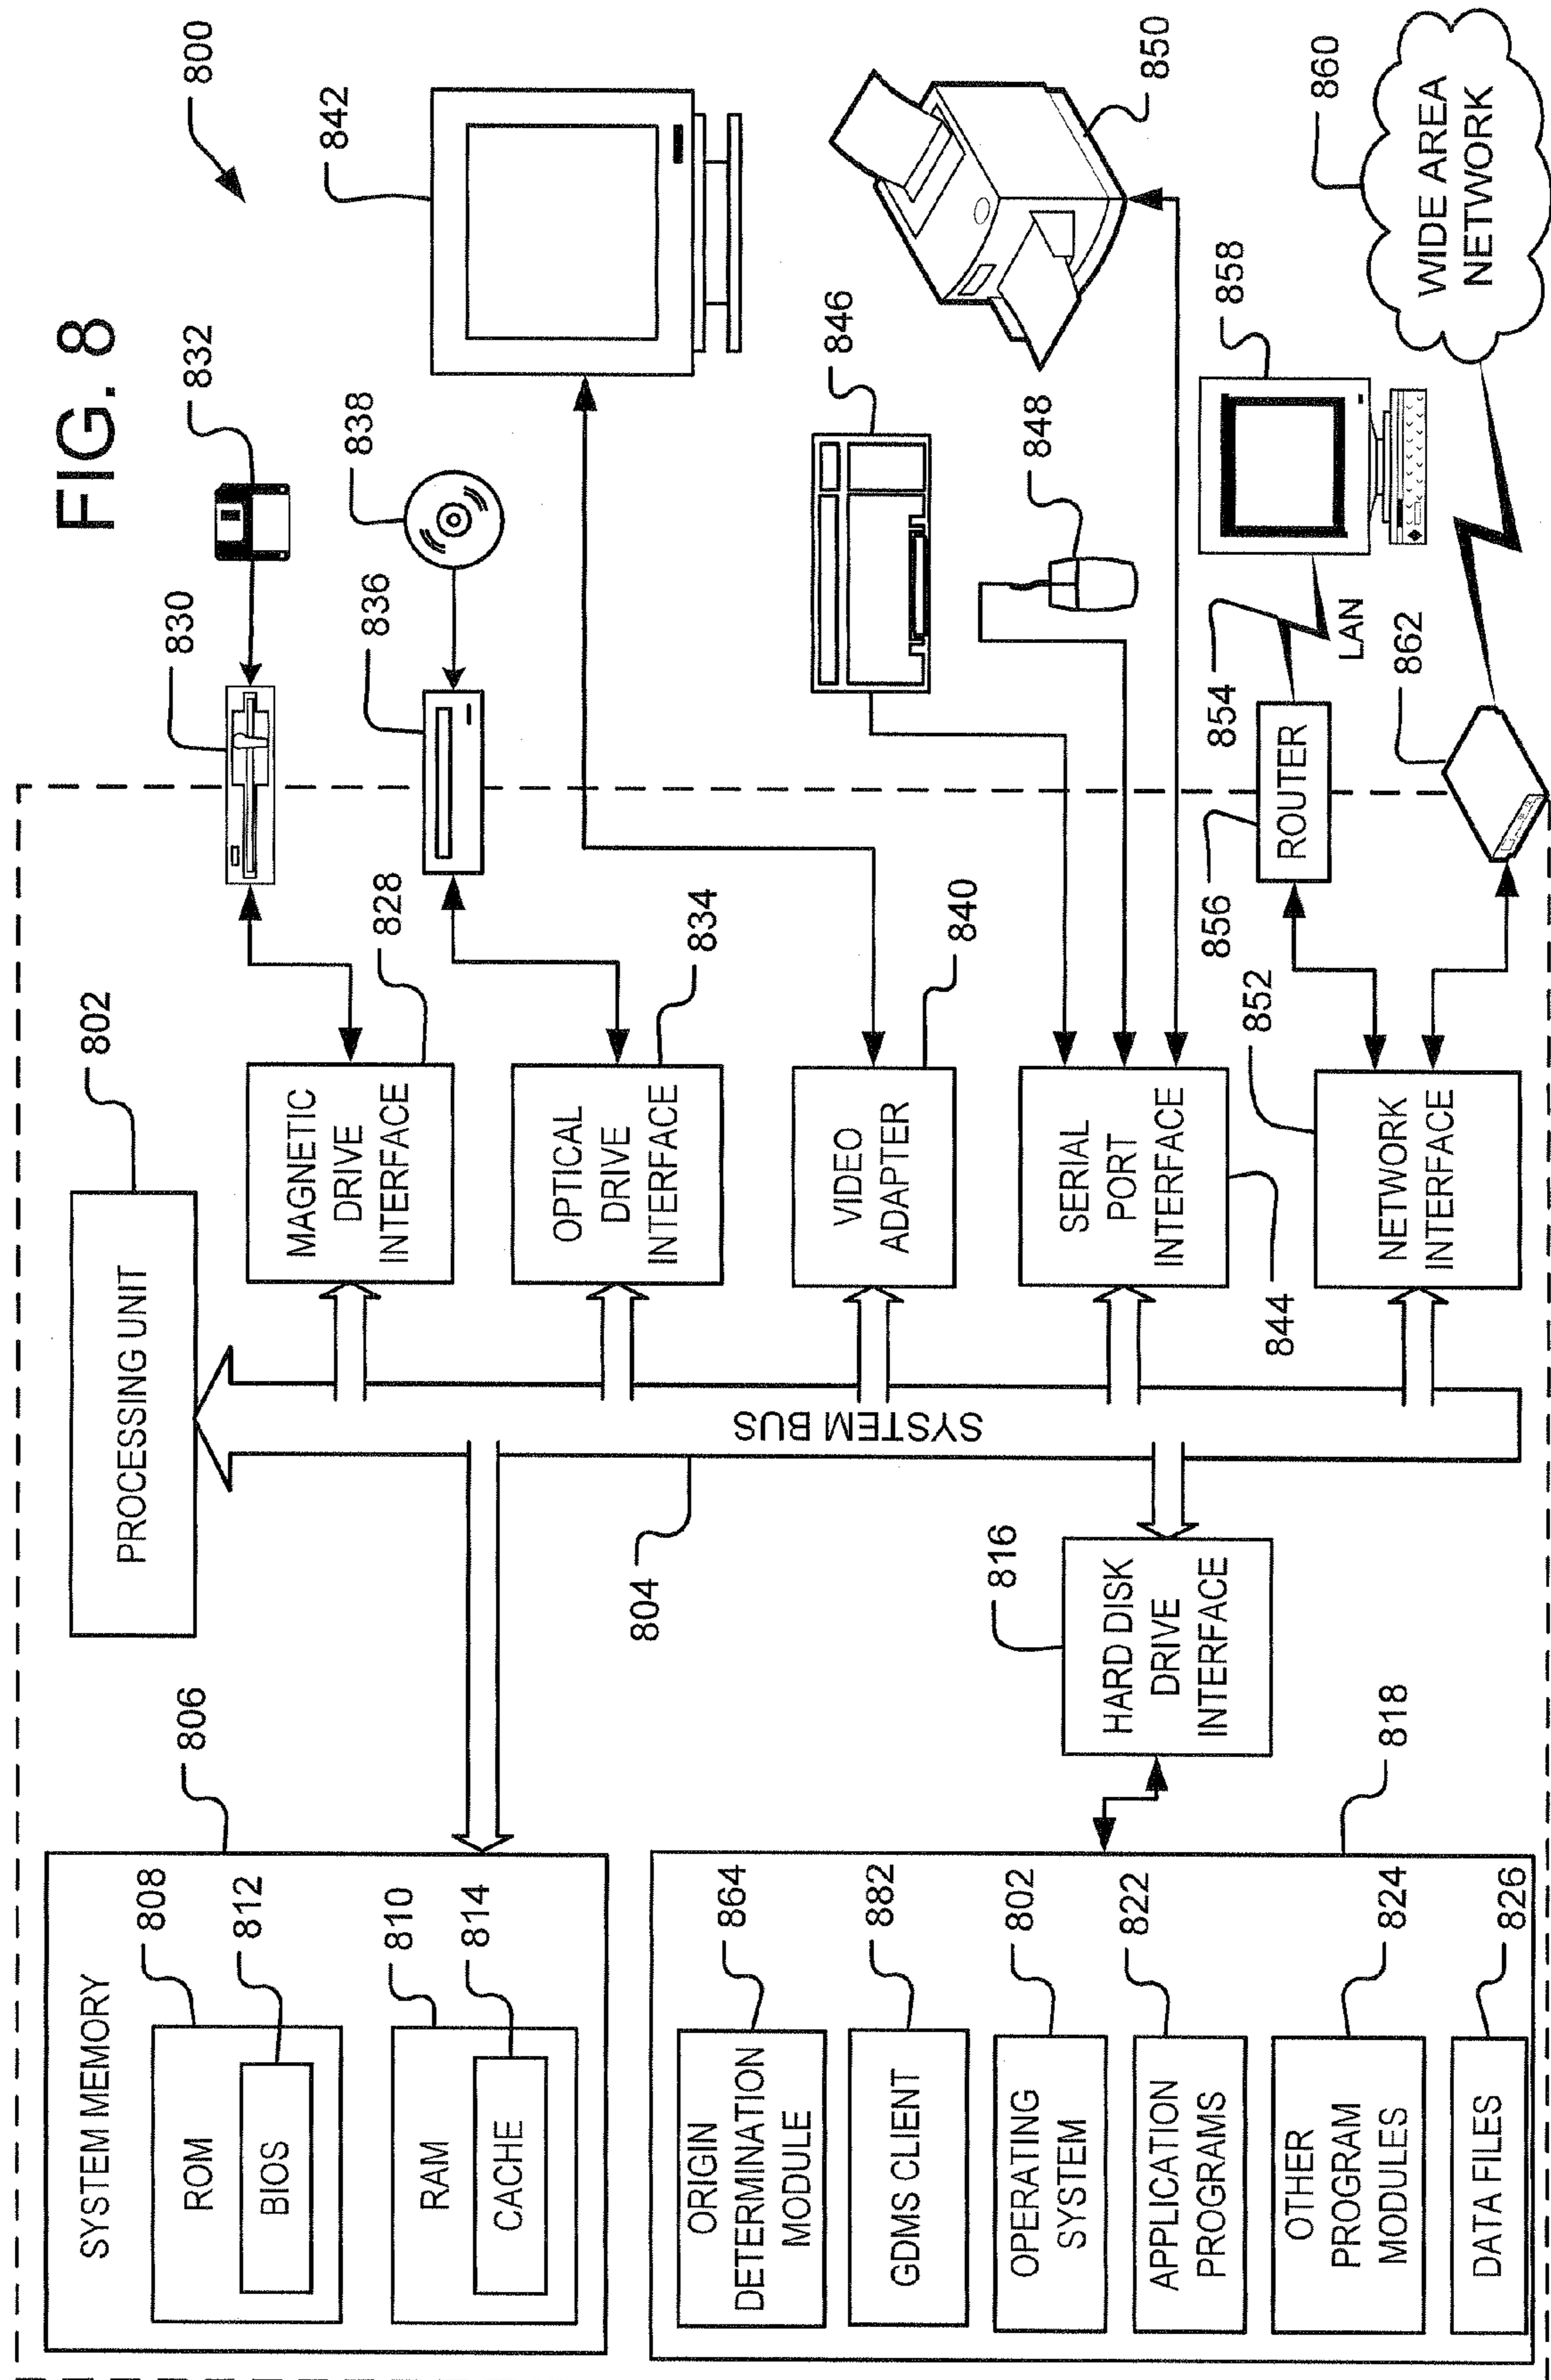 FIG. 8
800
802
PROCESSING UNIT
806
SYSTEM MEMORY
808
ROM
812
BIOS
810
RAM
814
CACHE
804
SYSTEM BUS
828
MAGNETIC
DRIVE
INTERFACE
830
832
834
OPTICAL
DRIVE
INTERFACE
836
838
840
VIDEO
ADAPTER
842
844
SERIAL
PORT
INTERFACE
846
848
850
852
NETWORK
INTERFACE
856
ROUTER
854
LAN
858
862
860
WIDE AREA
NETWORK
816
HARD DISK
DRIVE
INTERFACE
818
864
ORIGIN
DETERMINATION
MODULE
882
GDMS CLIENT
802
OPERATING
SYSTEM
822
APPLICATION
PROGRAMS
824
OTHER
PROGRAM
MODULES
826
DATA FILES